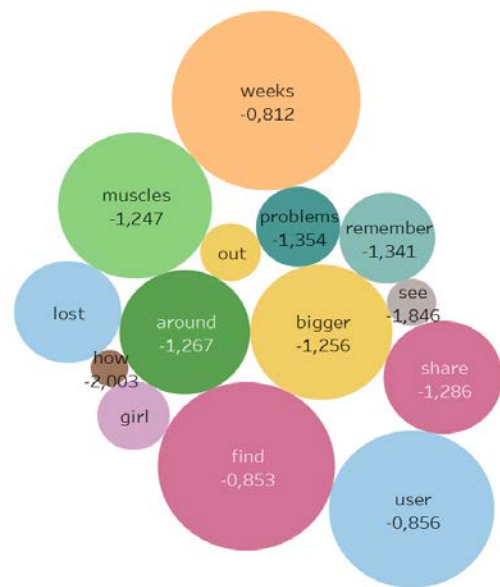 weeks
-0,812
muscles
-1,247
problems
-1,354
remember
-1,341
out
see
-1,846
lost
around
-1,267
bigger
-1,256
how
-2,003
share
-1,286
girl
find
-0,853
user
-0,856